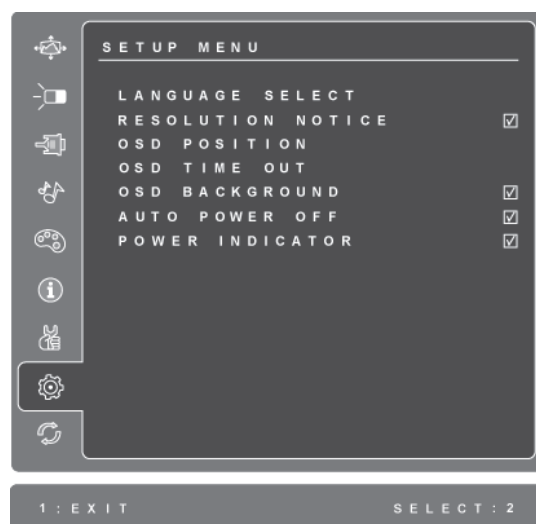 SETUP MENU
LANGUAGE SELECT
RESOLUTION NOTICE
OSD POSITION
OSD TIME OUT
OSD BACKGROUND
AUTO POWER OFF
POWER INDICATOR
1:EXIT SELECT:2